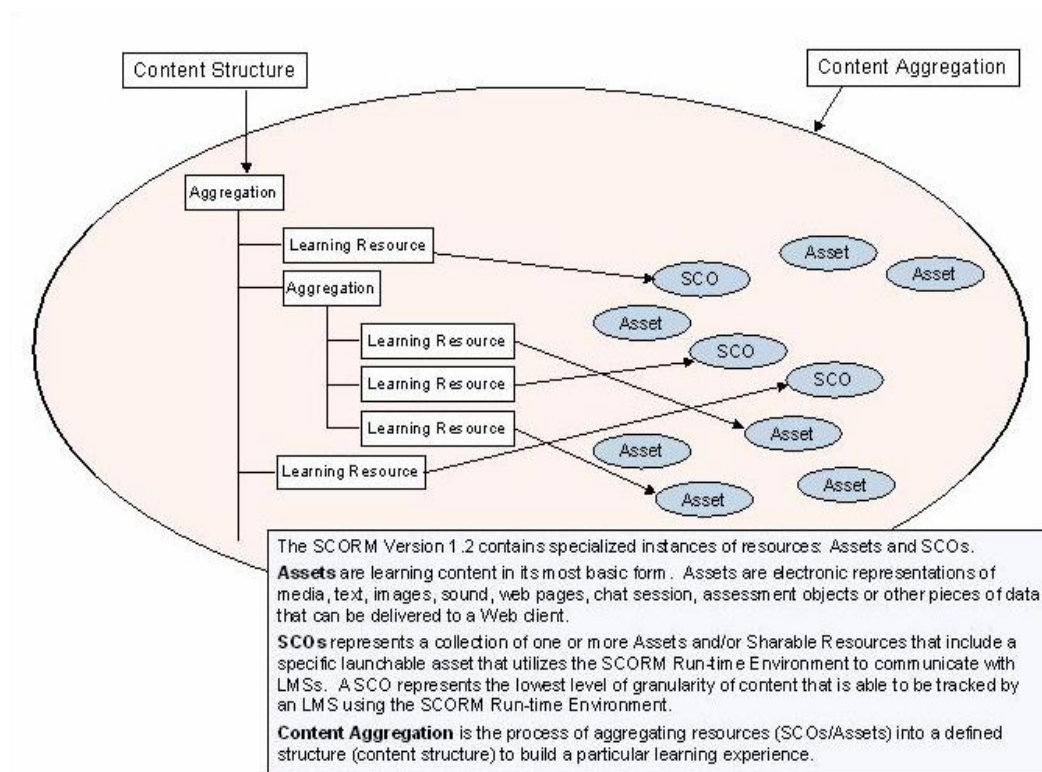 Content Structure
Content Aggregation
Aggregation
Learning Resource
Aggregation
Learning Resource
Learning Resource
Learning Resource
Learning Resource
SCO
Asset
Asset
Asset
SCO
SCO
Asset
Asset
Asset
Asset
The SCORM Version 1.2 contains specialized instances of resources: Assets and SCOs.
Assets are learning content in its most basic form. Assets are electronic representations of
media, text, images, sound, web pages, chat session, assessment objects or other pieces of data
that can be delivered to a Web client.
SCOs represents a collection of one or more Assets and/or Sharable Resources that include a
specific launchable asset that utilizes the SCORM Run-time Environment to communicate with
LMSs. A SCO represents the lowest level of granularity of content that is able to be tracked by
an LMS using the SCORM Run-time Environment.
Content Aggregation is the process of aggregating resources (SCOs/Assets) into a defined
structure (content structure) to build a particular learning experience.